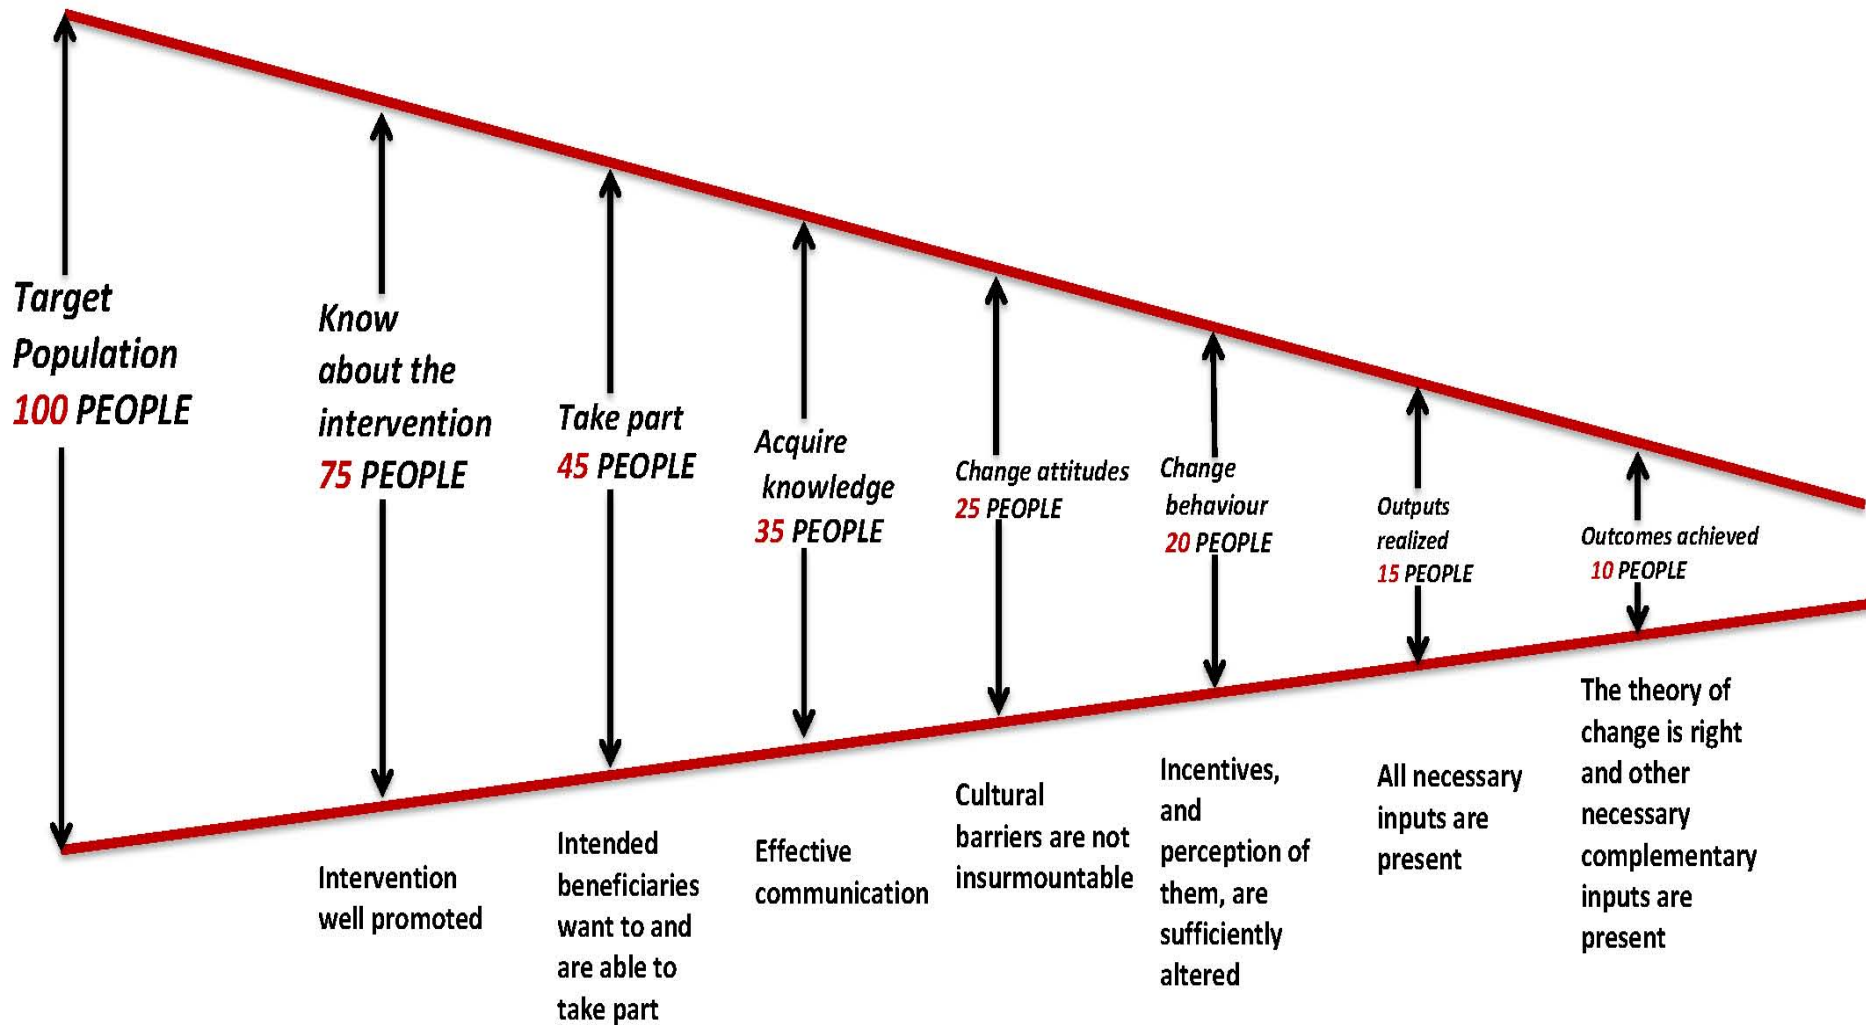 Target
Population
100 PEOPLE
Know
about the
intervention
75 PEOPLE
Take part
45 PEOPLE
Acquire
knowledge
35 PEOPLE
Change attitudes
25 PEOPLE
Change
behaviour
20 PEOPLE
Outputs
realized
15 PEOPLE
Outcomes achieved
10 PEOPLE
Intervention
well promoted
Intended
beneficiaries
want to and
are able to
take part
Effective
communication
Cultural
barriers are not
insurmountable
Incentives,
and
perception of
them, are
sufficiently
altered
All necessary
inputs are
present
The theory of
change is right
and other
necessary
complementary
inputs are
present